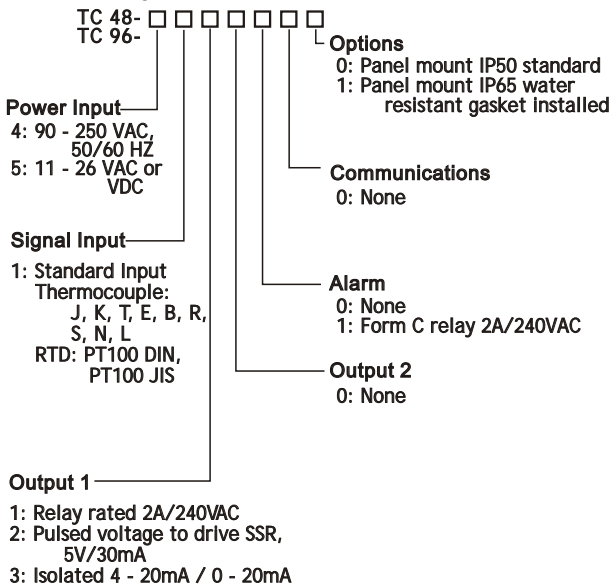 TC 48-
TC 96-
Options
0: Panel mount IP50 standard
1: Panel mount IP65 water
resistant gasket installed
Power Input
4: 90 - 250 VAC,
50/60 HZ
5: 11 - 26 VAC or
VDC
Communications
0: None
Signal Input
1: Standard Input
Thermocouple:
J, K, T, E, B, R,
S, N, L
RTD: PT100 DIN,
PT100 JIS
Alarm
0: None
1: Form C relay 2A/240VAC
Output 2
0: None
Output 1
1: Relay rated 2A/240VAC
2: Pulsed voltage to drive SSR,
5V/30mA
3: Isolated 4 - 20mA / 0 - 20mA